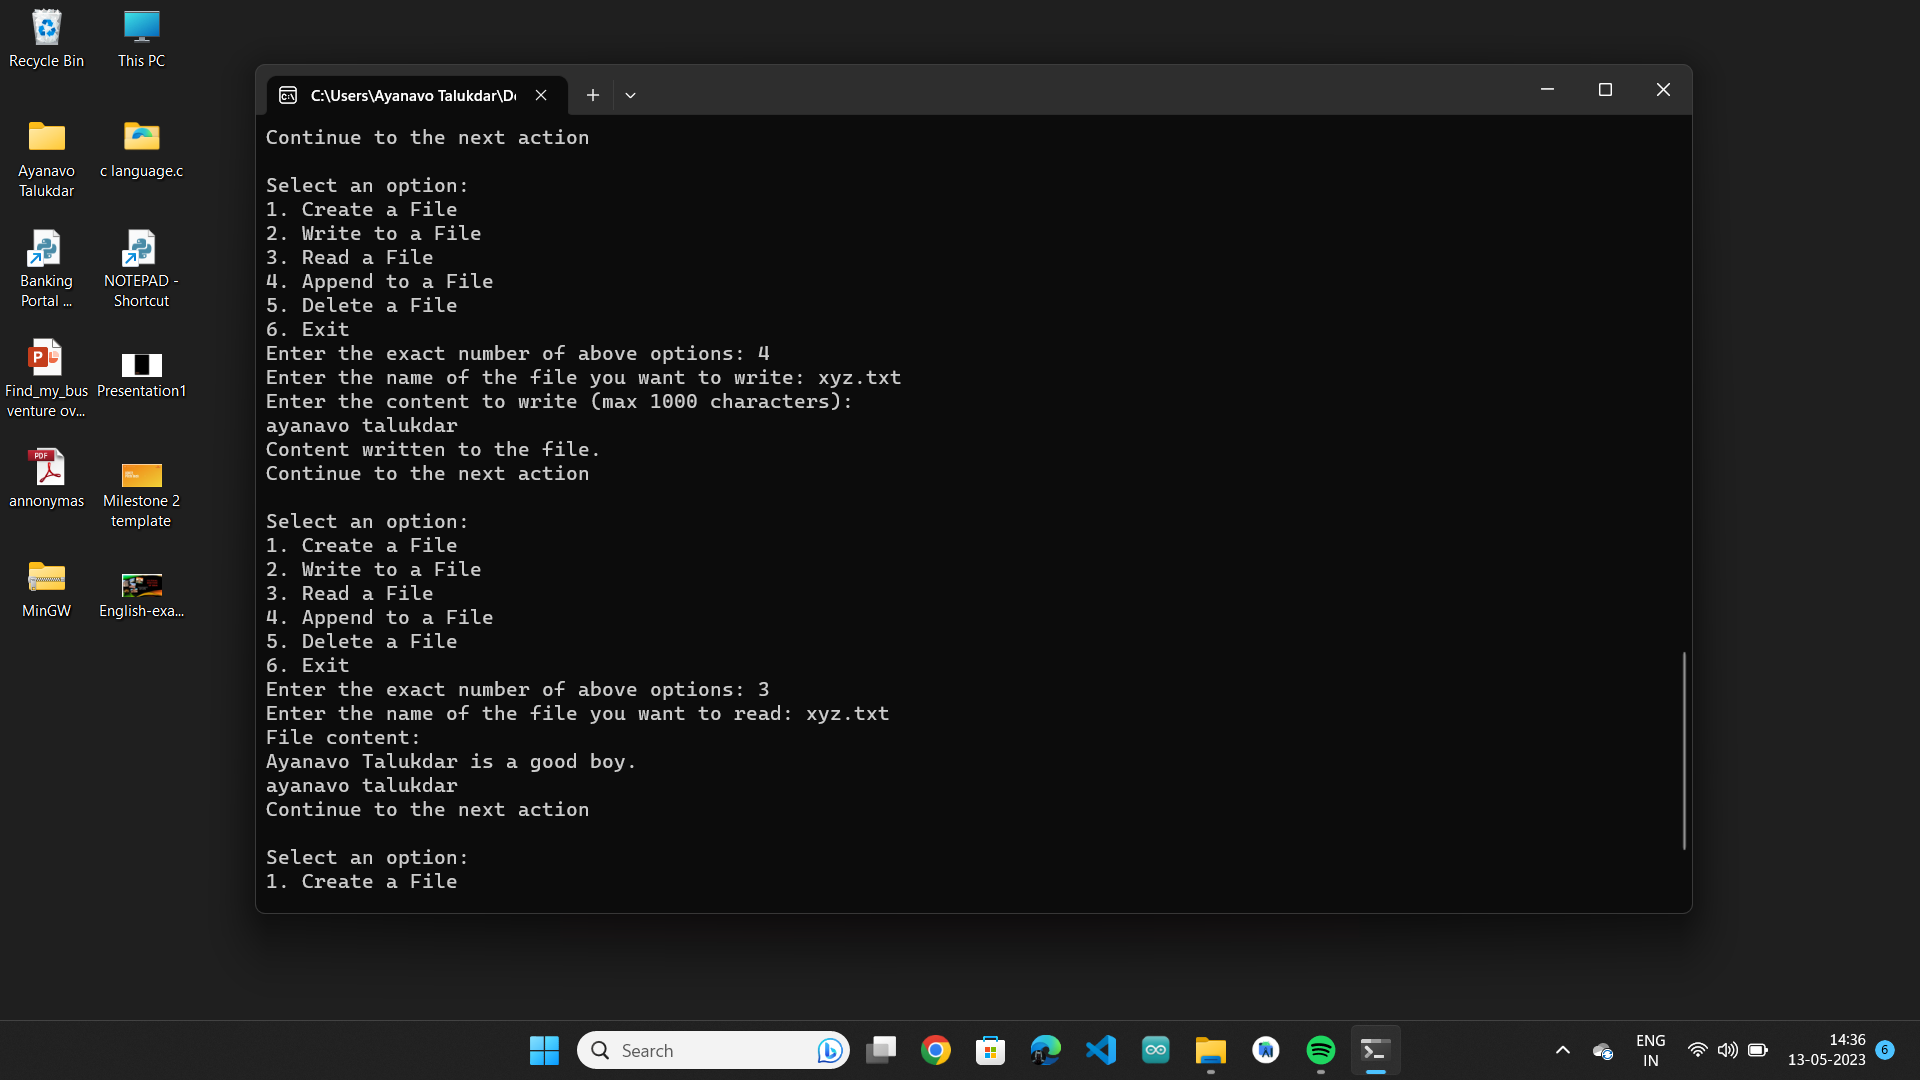 Recycle Bin
This PC
Ayanavo
Talukdar
c language.c
Banking
Portal ...
NOTEPAD -
Shortcut
Find_my_bus
venture ov...
Presentation1
annonymas
Milestone 2
template
MinGW
English-exa...
C:\Users\Ayanavo Talukdar\De
Continue to the next action
Select an option:
1. Create a File
2. Write to a File
3. Read a File
4. Append to a File
5. Delete a File
6. Exit
Enter the exact number of above options: 4
Enter the name of the file you want to write: xyz.txt
Enter the content to write (max 1000 characters):
ayanavo talukdar
Content written to the file.
Continue to the next action
Select an option:
1. Create a File
2. Write to a File
3. Read a File
4. Append to a File
5. Delete a File
6. Exit
Enter the exact number of above options: 3
Enter the name of the file you want to read: xyz.txt
File content:
Ayanavo Talukdar is a good boy.
ayanavo talukdar
Continue to the next action
Select an option:
1. Create a File
Search
ENG
IN
14:36
13-05-2023
6